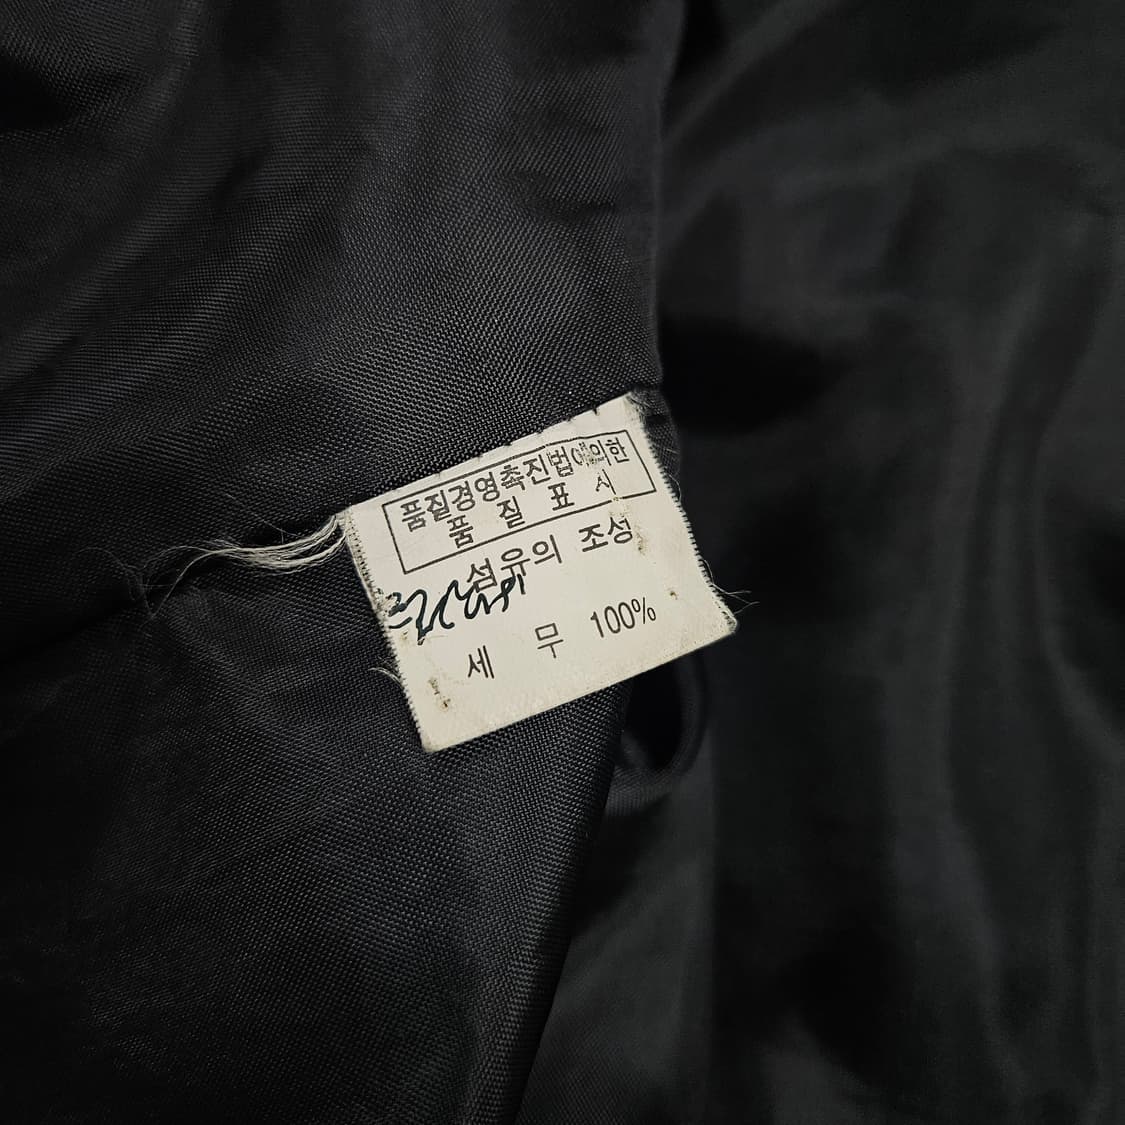 품질경영촉진법에의한
품 질 표 시
섬유의 조성
세 무 100%